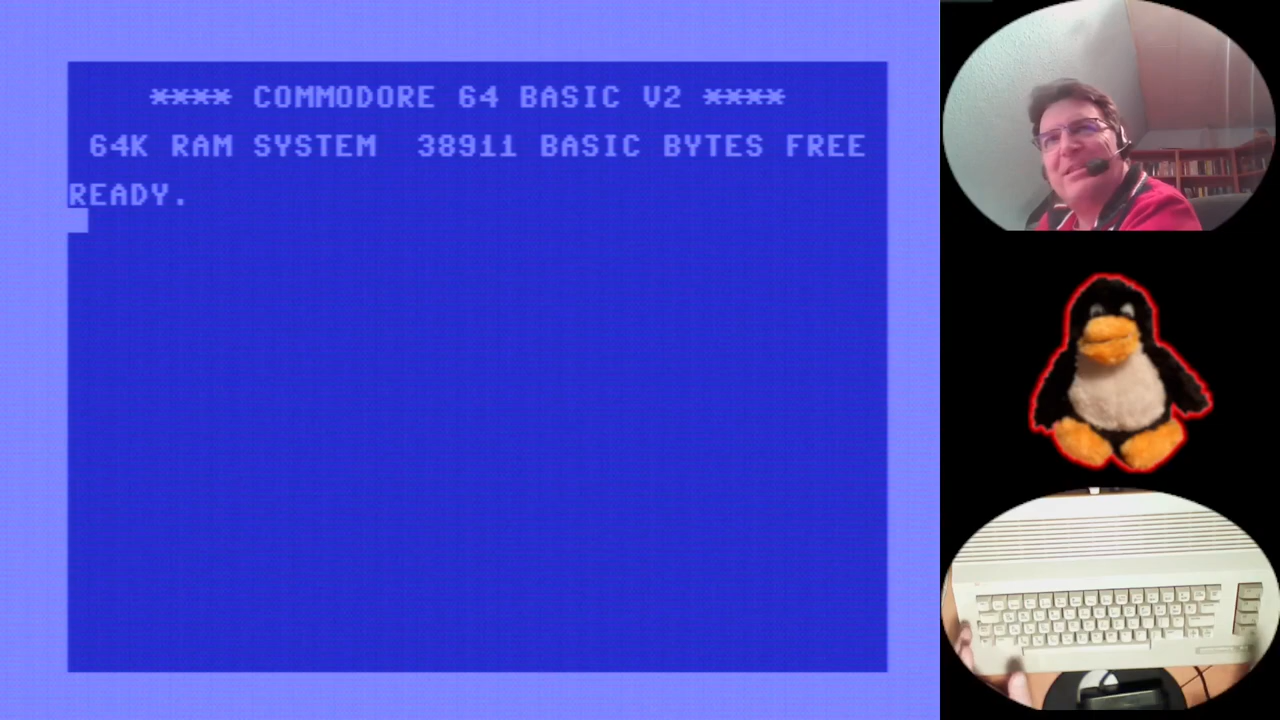 **** COMMODORE 64 BASIC V2 ****
64K RAM SYSTEM  38911 BASIC BYTES FREE
READY.